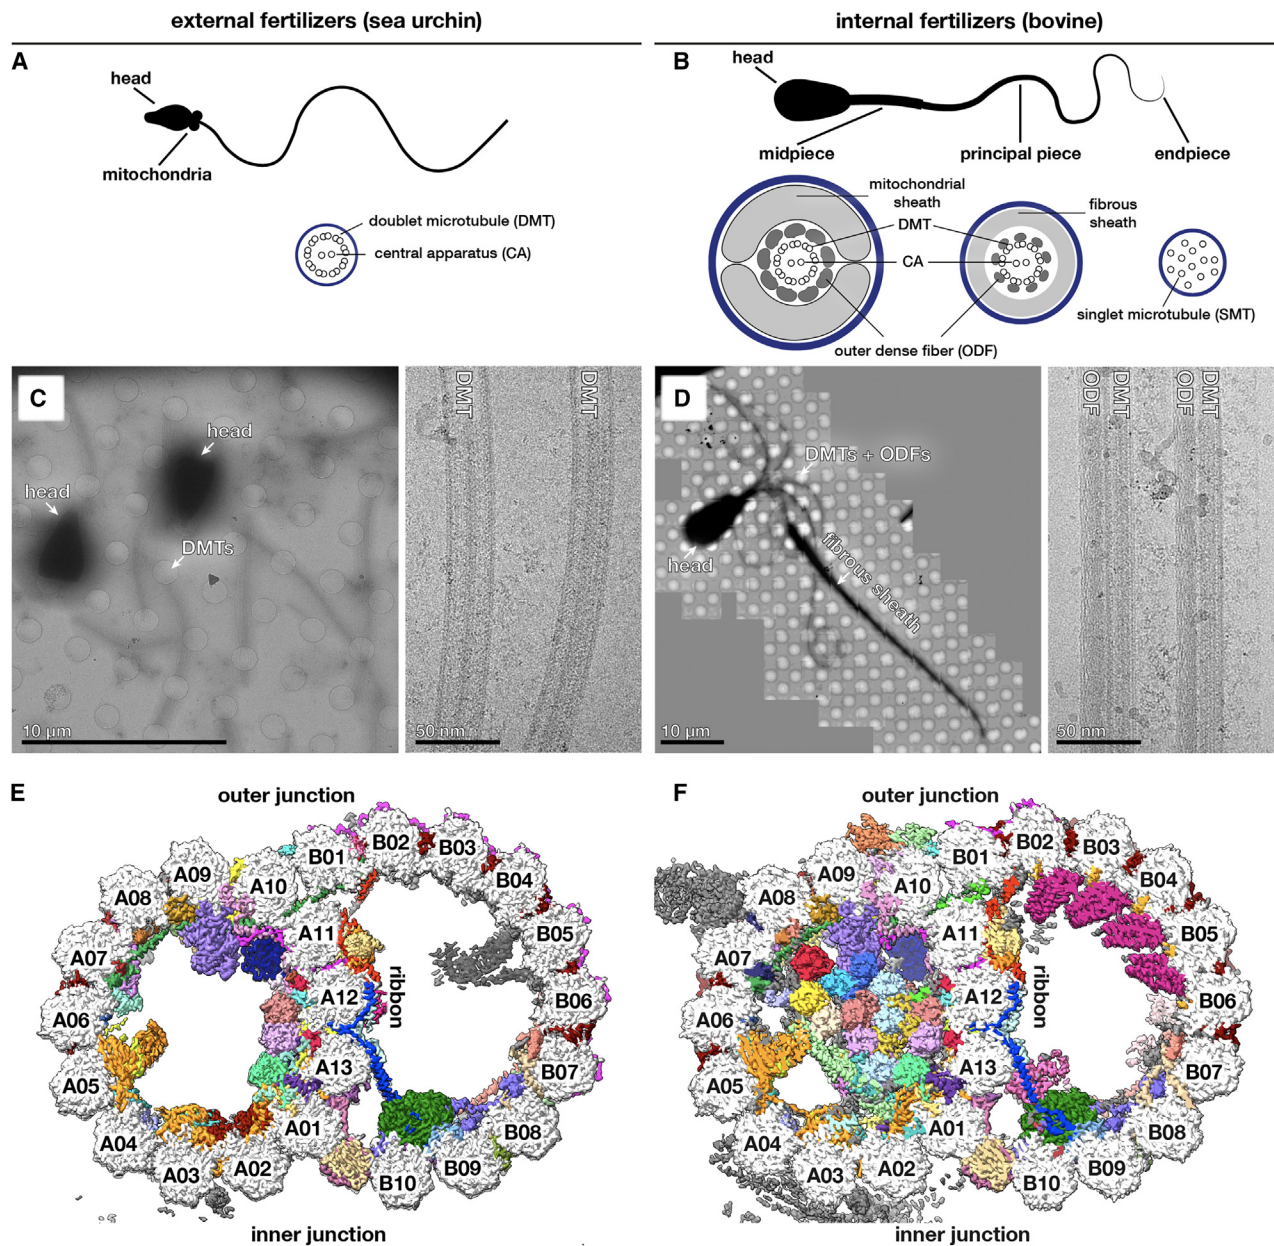 external fertilizers (sea urchin)
internal fertilizers (bovine)
A
head
mitochondria
doublet microtubule (DMT)
central apparatus (CA)
B
head
midpiece
principal piece
endpiece
mitochondrial
sheath
DMT
CA
fibrous
sheath
singlet microtubule (SMT)
outer dense fiber (ODF)
C
head
head
DMTs
10 µm
DMT
DMT
50 nm
D
DMTs + ODFs
head
fibrous sheath
10 µm
ODF
DMT
ODF
DMT
50 nm
E
outer junction
A09
A10
B01
B02
B03
B04
A08
A11
B05
A07
A12
ribbon
B06
A06
A13
B07
A05
A01
B08
A04
A03
A02
B10
B09
inner junction
F
outer junction
A09
A10
B01
B02
B03
B04
A08
A11
B05
A07
A12
ribbon
B06
A06
A13
B07
A05
A01
B08
A04
A03
A02
B10
B09
inner junction